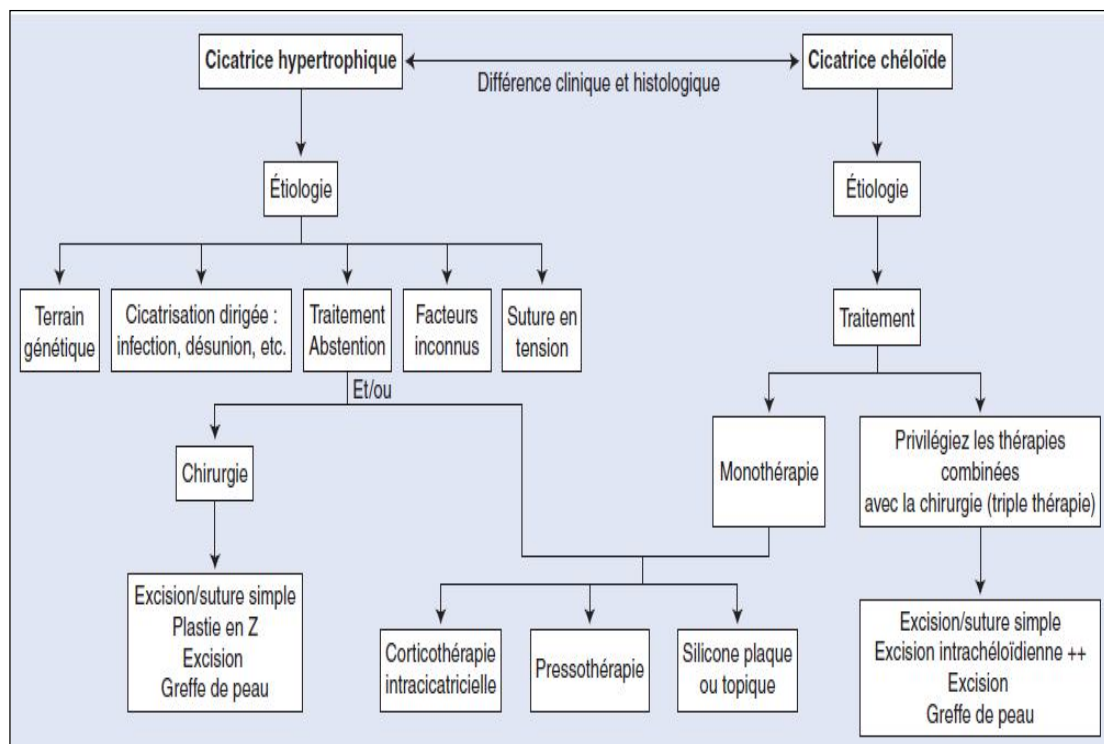 Cicatrice hypertrophique
Cicatrice chéloïde
Différence clinique et histologique
Étiologie
Étiologie
Terrain
génétique
Cicatrisation dirigée :
infection, désunion, etc.
Traitement
Abstention
Facteurs
inconnus
Suture en
tension
Traitement
Et/ou
Chirurgie
Monothérapie
Privilégiez les thérapies
combinées
avec la chirurgie (triple thérapie)
Excision/suture simple
Plastie en Z
Excision
Greffe de peau
Corticothérapie
intracicatricielle
Pressothérapie
Silicone plaque
ou topique
Excision/suture simple
Excision intrachéloïdienne ++
Excision
Greffe de peau